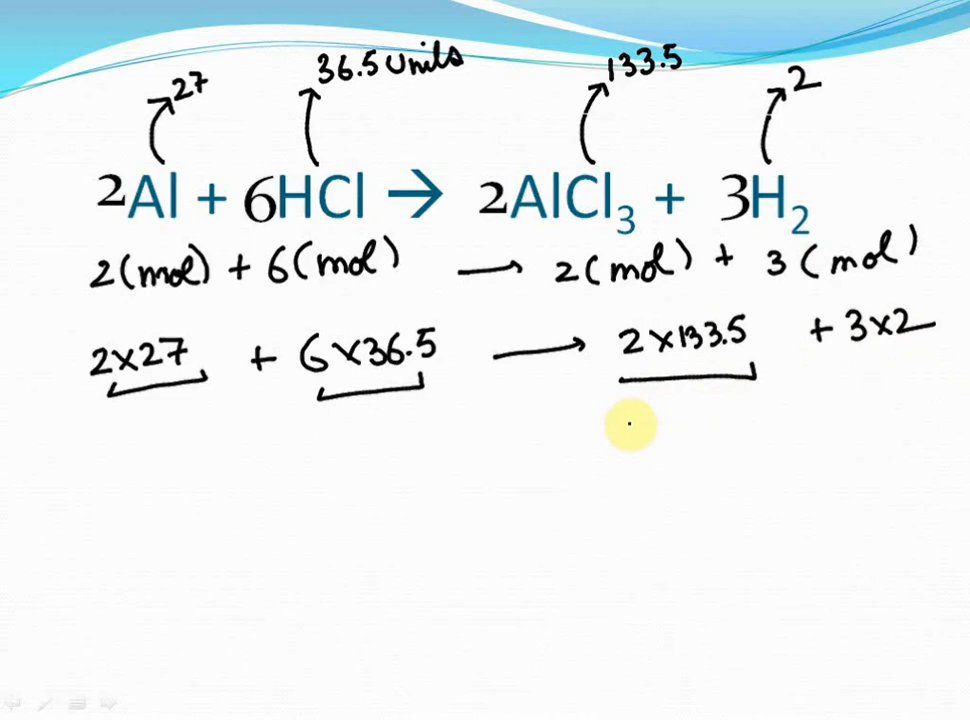 27 36.5 Units 133.5 2
2Al + 6HCl → 2AlCl₃ + 3H₂
2(mol) + 6(mol) → 2(mol) + 3(mol)
2×27 + 6×36.5 → 2×133.5 + 3×2